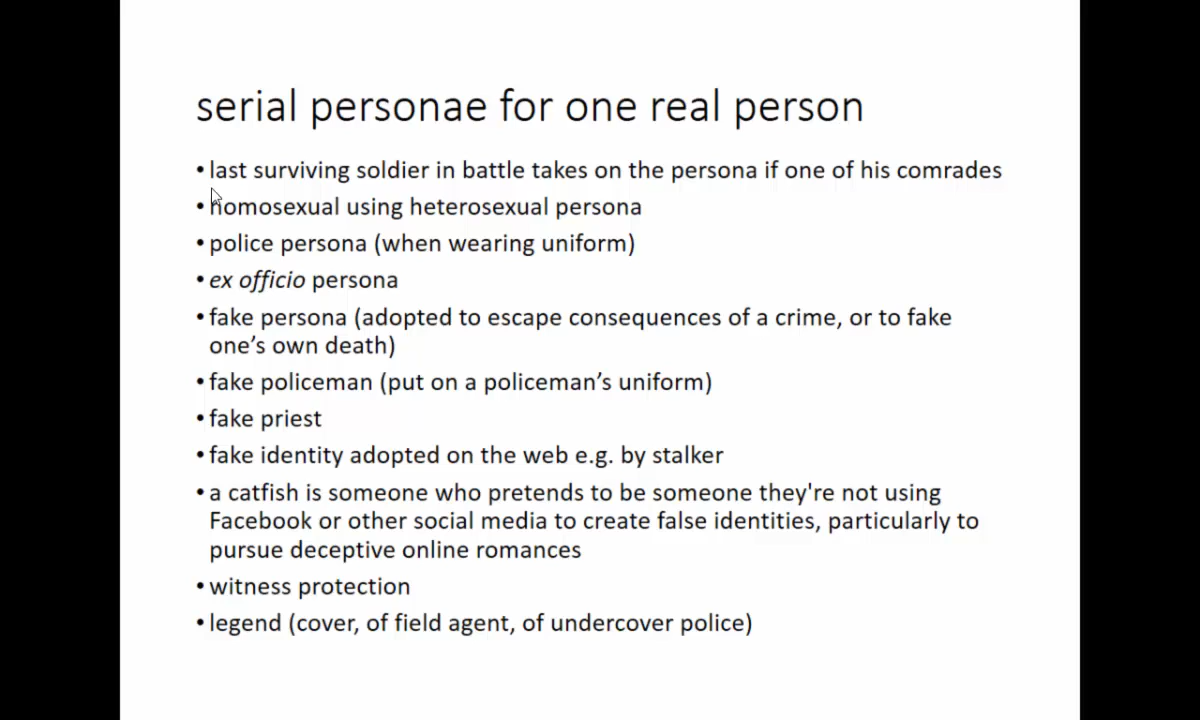 serial personae for one real person
• last surviving soldier in battle takes on the persona if one of his comrades
• homosexual using heterosexual persona
• police persona (when wearing uniform)
• ex officio persona
• fake persona (adopted to escape consequences of a crime, or to fake
one’s own death)
• fake policeman (put on a policeman’s uniform)
• fake priest
• fake identity adopted on the web e.g. by stalker
• a catfish is someone who pretends to be someone they're not using
Facebook or other social media to create false identities, particularly to
pursue deceptive online romances
• witness protection
• legend (cover, of field agent, of undercover police)